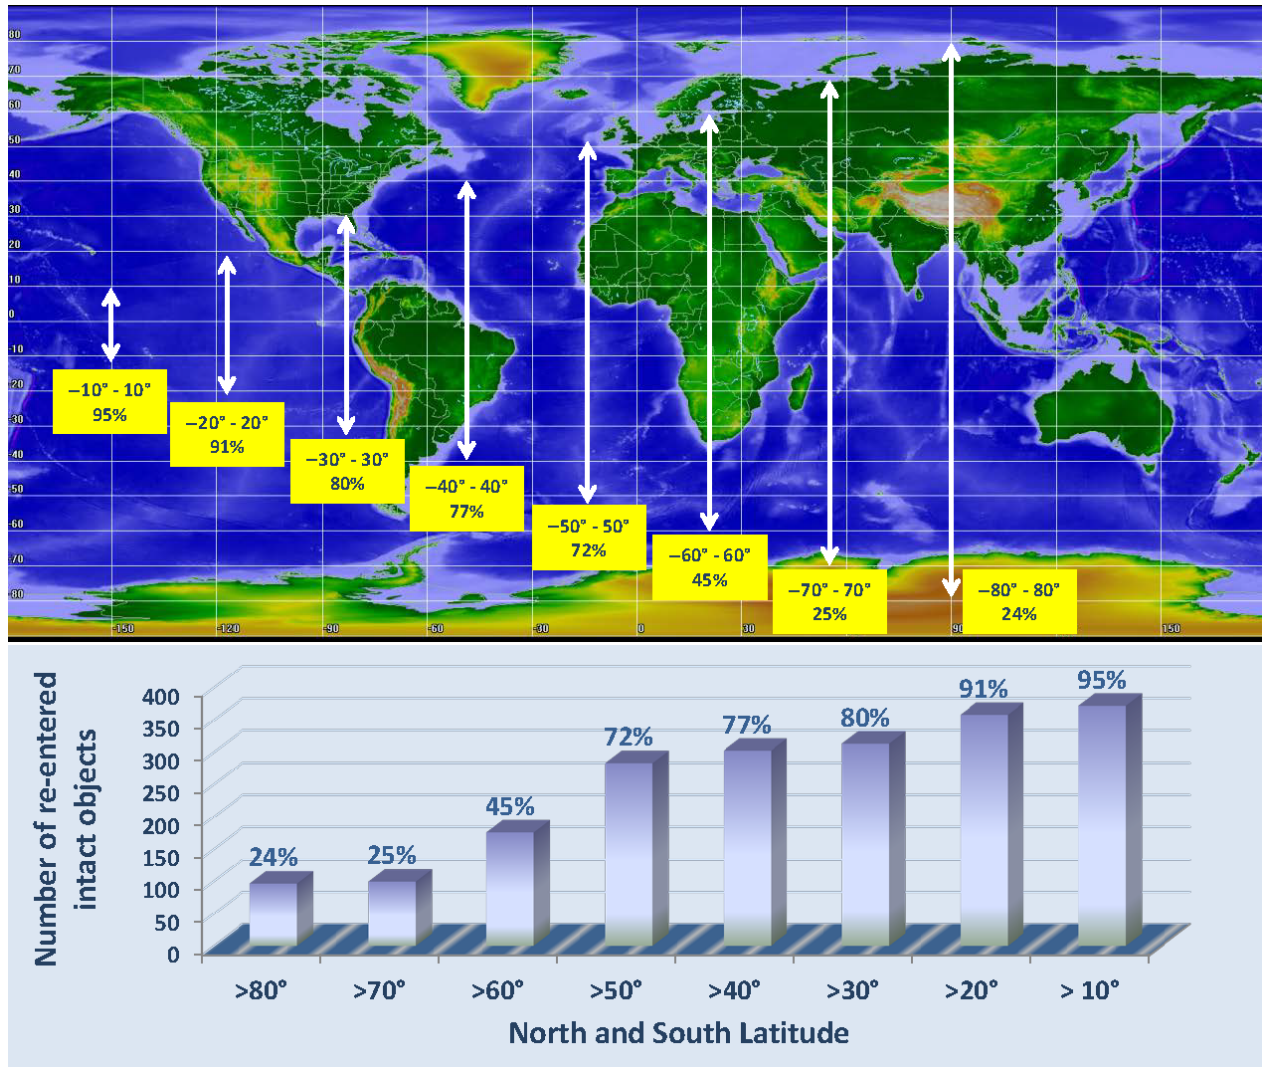 80
70
60
50
40
30
20
10
0
-10
-20
-30
-40
-50
-60
-70
-80
−10° - 10°
95%
−20° - 20°
91%
−30° - 30°
80%
−40° - 40°
77%
−50° - 50°
72%
−60° - 60°
45%
−70° - 70°
25%
−80° - 80°
24%
-150 -120 -90 -60 -30 0 30 90 150
Number of re-entered
intact objects
400
350
300
250
200
150
100
50
0
24% 25% 45% 72% 77% 80% 91% 95%
>80° >70° >60° >50° >40° >30° >20° > 10°
North and South Latitude